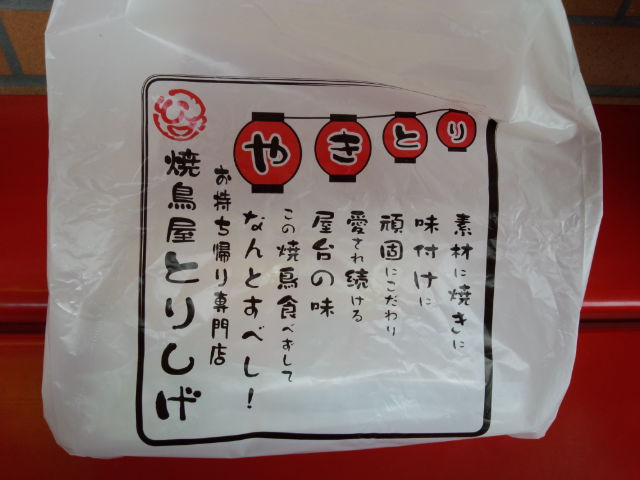 やきとり
素材に焼きに
味付けに
頑固にこだわり
愛され続ける
屋台の味
この焼鳥食べずして
なんとすべし!
お持ち帰り専門店
焼鳥屋とりしげ